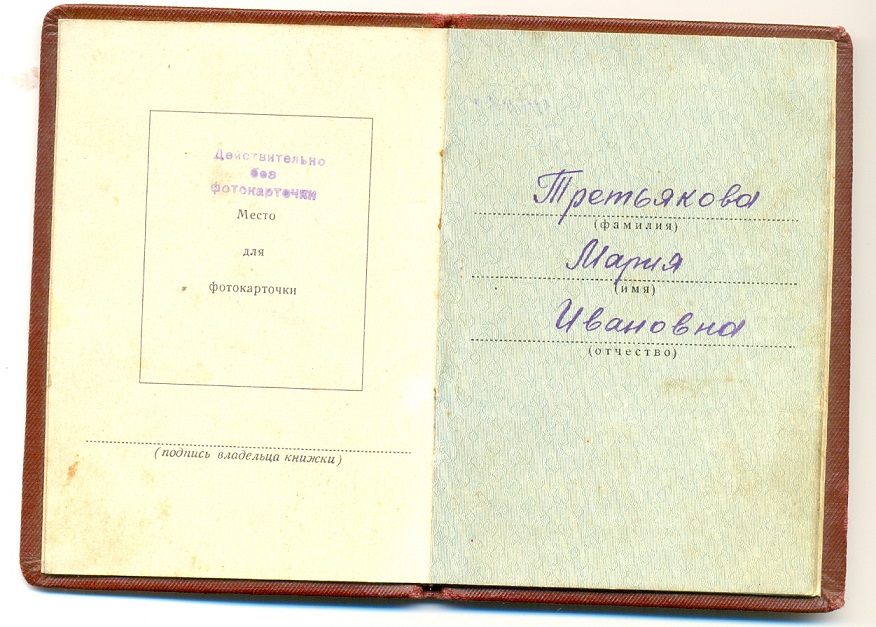 Действительно
без
фотокарточки
Место
для
фотокарточки
(подпись владельца книжки)
Третьякова
(фамилия)
Мария
(имя)
Ивановна
(отчество)